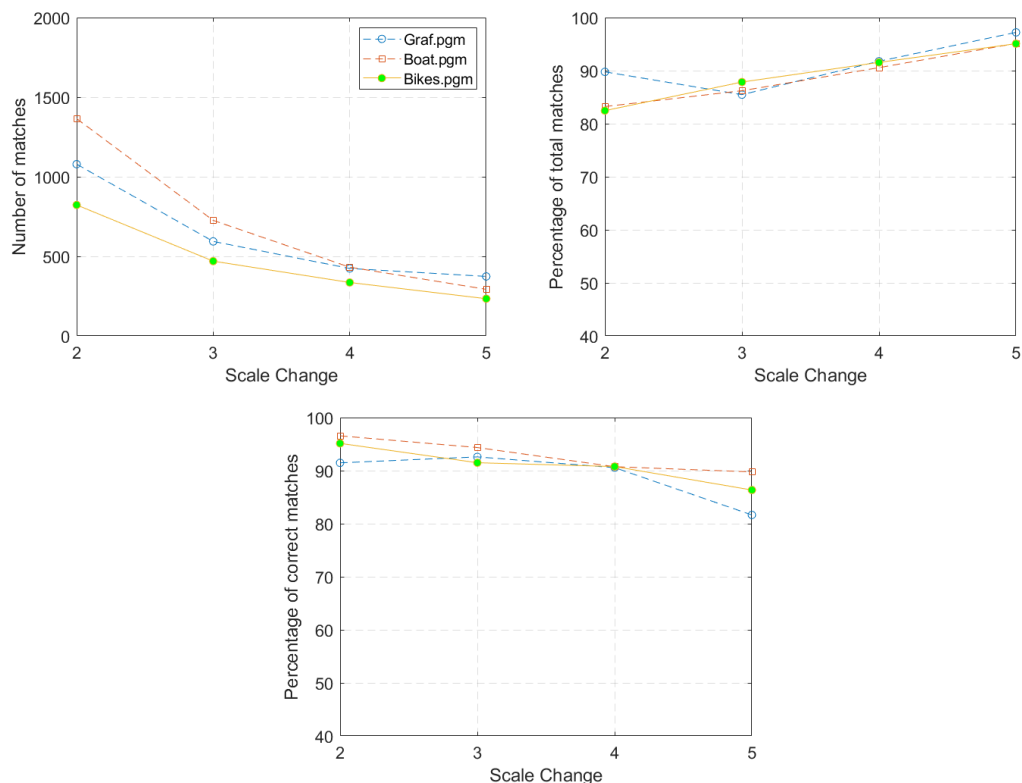 2000
1500
1000
500
0
Number of matches
2 3 4 5
Scale Change
Graf.pgm
Boat.pgm
Bikes.pgm
100
90
80
70
60
50
40
Percentage of total matches
2 3 4 5
Scale Change
100
90
80
70
60
50
40
Percentage of correct matches
2 3 4 5
Scale Change